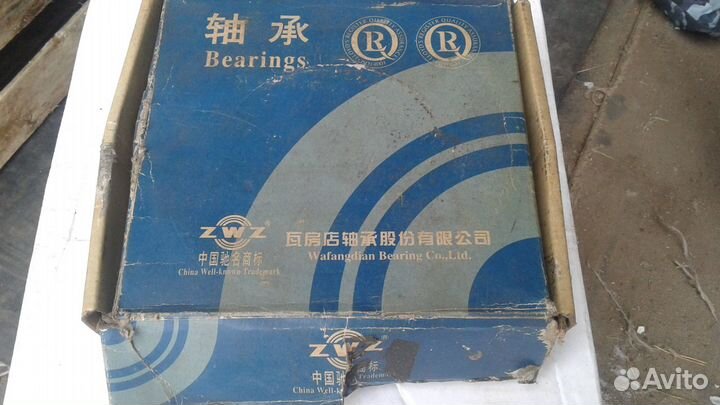 轴承
Bearings
R
R
ZWZ
中国驰名商标
China Well-known Trademark
瓦房店轴承股份有限公司
Wafangdian Bearing Co.,Ltd.
ZWZ
中国驰名商标
China Well-known Trademark
Avito